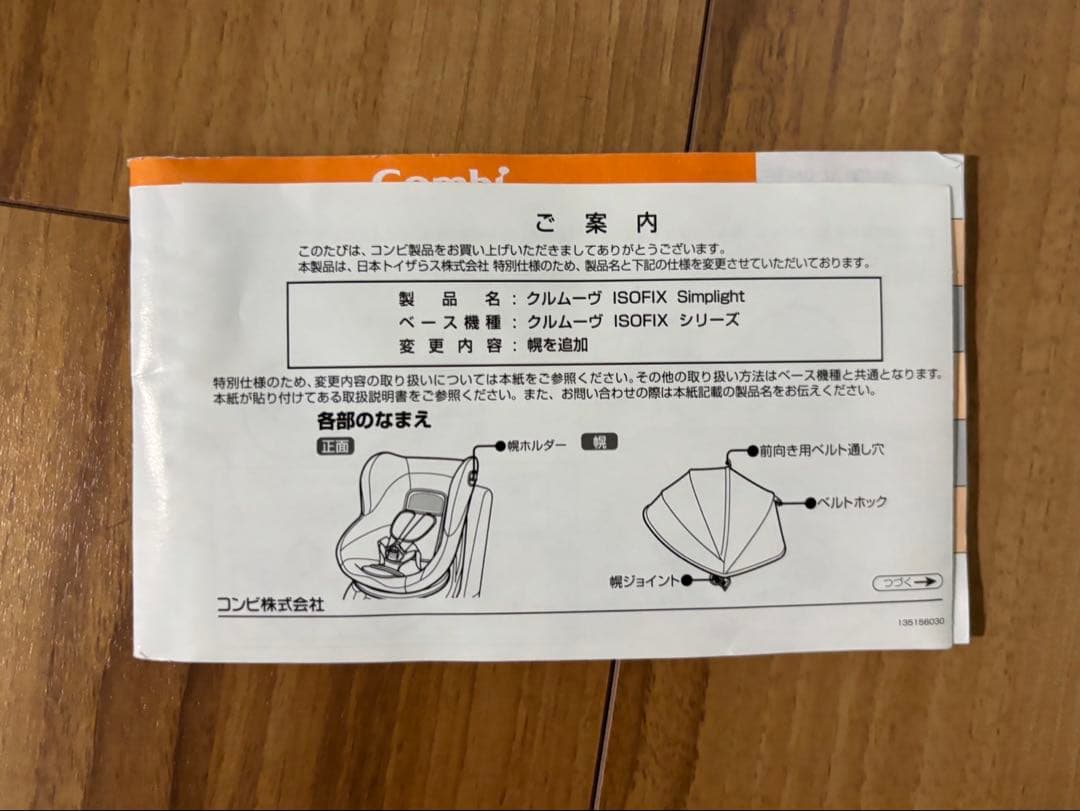 Combi
ご案内
このたびは、コンビ製品をお買い上げいただきましてありがとうございます。
本製品は、日本トイザらス株式会社 特別仕様のため、製品名と下記の仕様を変更させていただいております。
製品名：クルムーヴ ISOFIX Simplight
ベース機種：クルムーヴ ISOFIX シリーズ
変更内容：幌を追加
特別仕様のため、変更内容の取り扱いについては本紙をご参照ください。その他の取り扱い方法はベース機種と共通となります。
本紙が貼り付けてある取扱説明書をご参照ください。また、お問い合わせの際は本紙記載の製品名をお伝えください。
各部のなまえ
正面
幌ホルダー
幌
前向き用ベルト通し穴
ベルトホック
幌ジョイント
つづく
コンビ株式会社
135156030